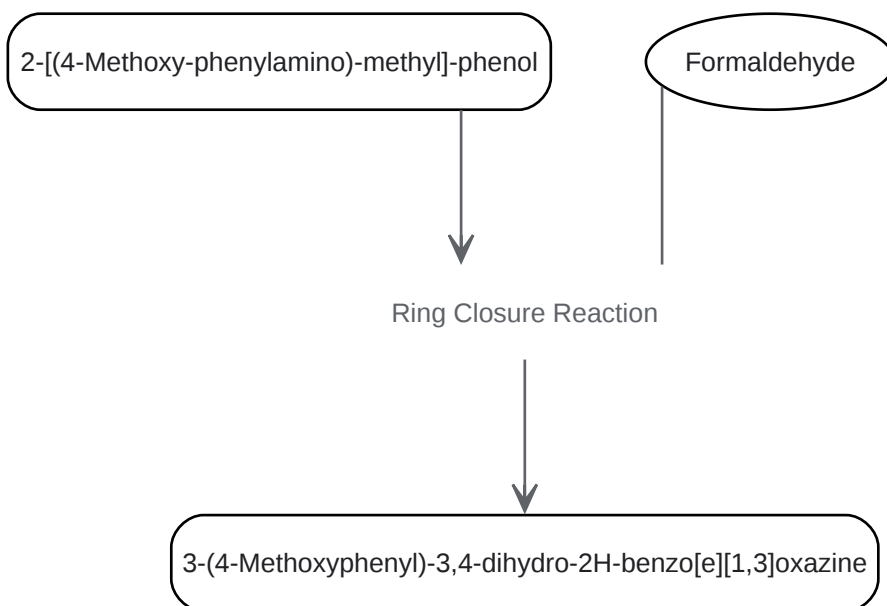 2-[(4-Methoxy-phenylamino)-methyl]-phenol
Formaldehyde
Ring Closure Reaction
3-(4-Methoxyphenyl)-3,4-dihydro-2H-benzo[e][1,3]oxazine